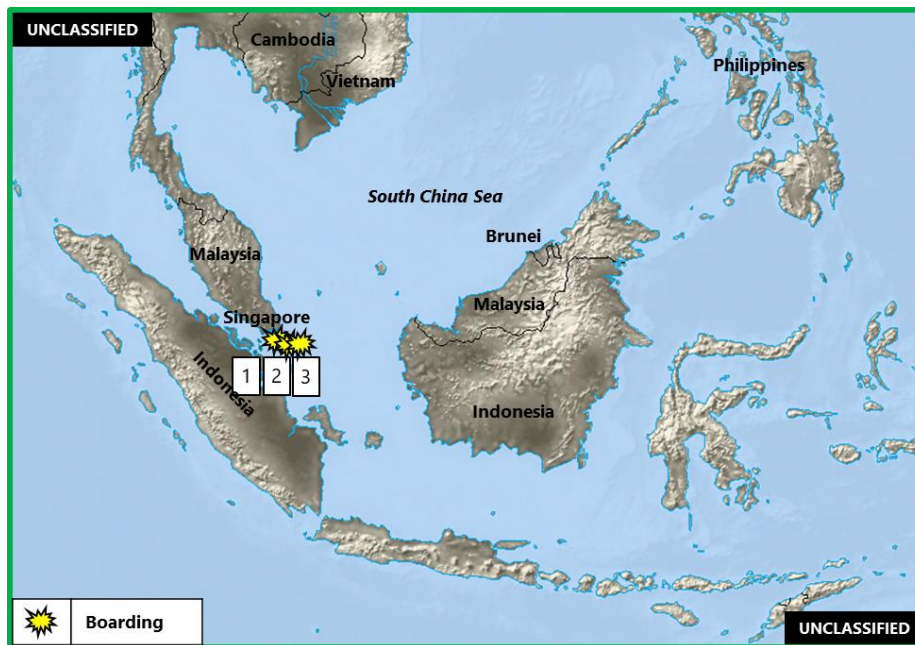 UNCLASSIFIED
Cambodia
Vietnam
Philippines
South China Sea
Brunei
Malaysia
Malaysia
Singapore
1 2 3
Indonesia
Indonesia
Boarding
UNCLASSIFIED